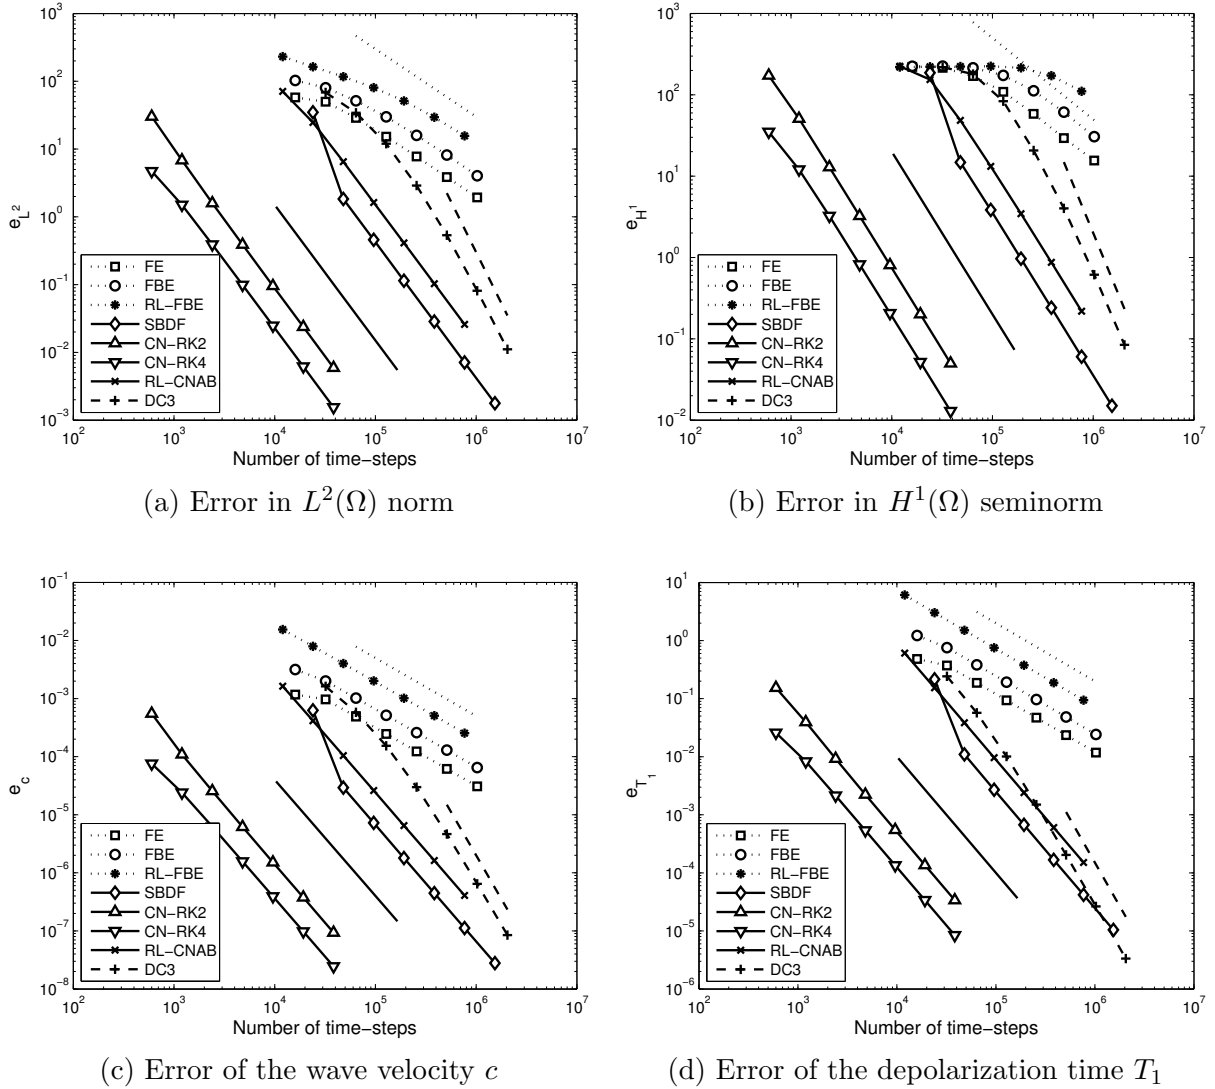 10^3
10^2
10^1
10^0
10^−1
10^−2
10^−3
e_{L^2}
FE
FBE
RL−FBE
SBDF
CN−RK2
CN−RK4
RL−CNAB
DC3
10^2 10^3 10^4 10^5 10^6 10^7
Number of time−steps
(a) Error in L^2(Ω) norm
10^3
10^2
10^1
10^0
10^−1
10^−2
e_{H^1}
FE
FBE
RL−FBE
SBDF
CN−RK2
CN−RK4
RL−CNAB
DC3
10^2 10^3 10^4 10^5 10^6 10^7
Number of time−steps
(b) Error in H^1(Ω) seminorm
10^−1
10^−2
10^−3
10^−4
10^−5
10^−6
10^−7
10^−8
e_c
FE
FBE
RL−FBE
SBDF
CN−RK2
CN−RK4
RL−CNAB
DC3
10^2 10^3 10^4 10^5 10^6 10^7
Number of time−steps
(c) Error of the wave velocity c
10^1
10^0
10^−1
10^−2
10^−3
10^−4
10^−5
10^−6
e_{T_1}
FE
FBE
RL−FBE
SBDF
CN−RK2
CN−RK4
RL−CNAB
DC3
10^2 10^3 10^4 10^5 10^6 10^7
Number of time−steps
(d) Error of the depolarization time T_1